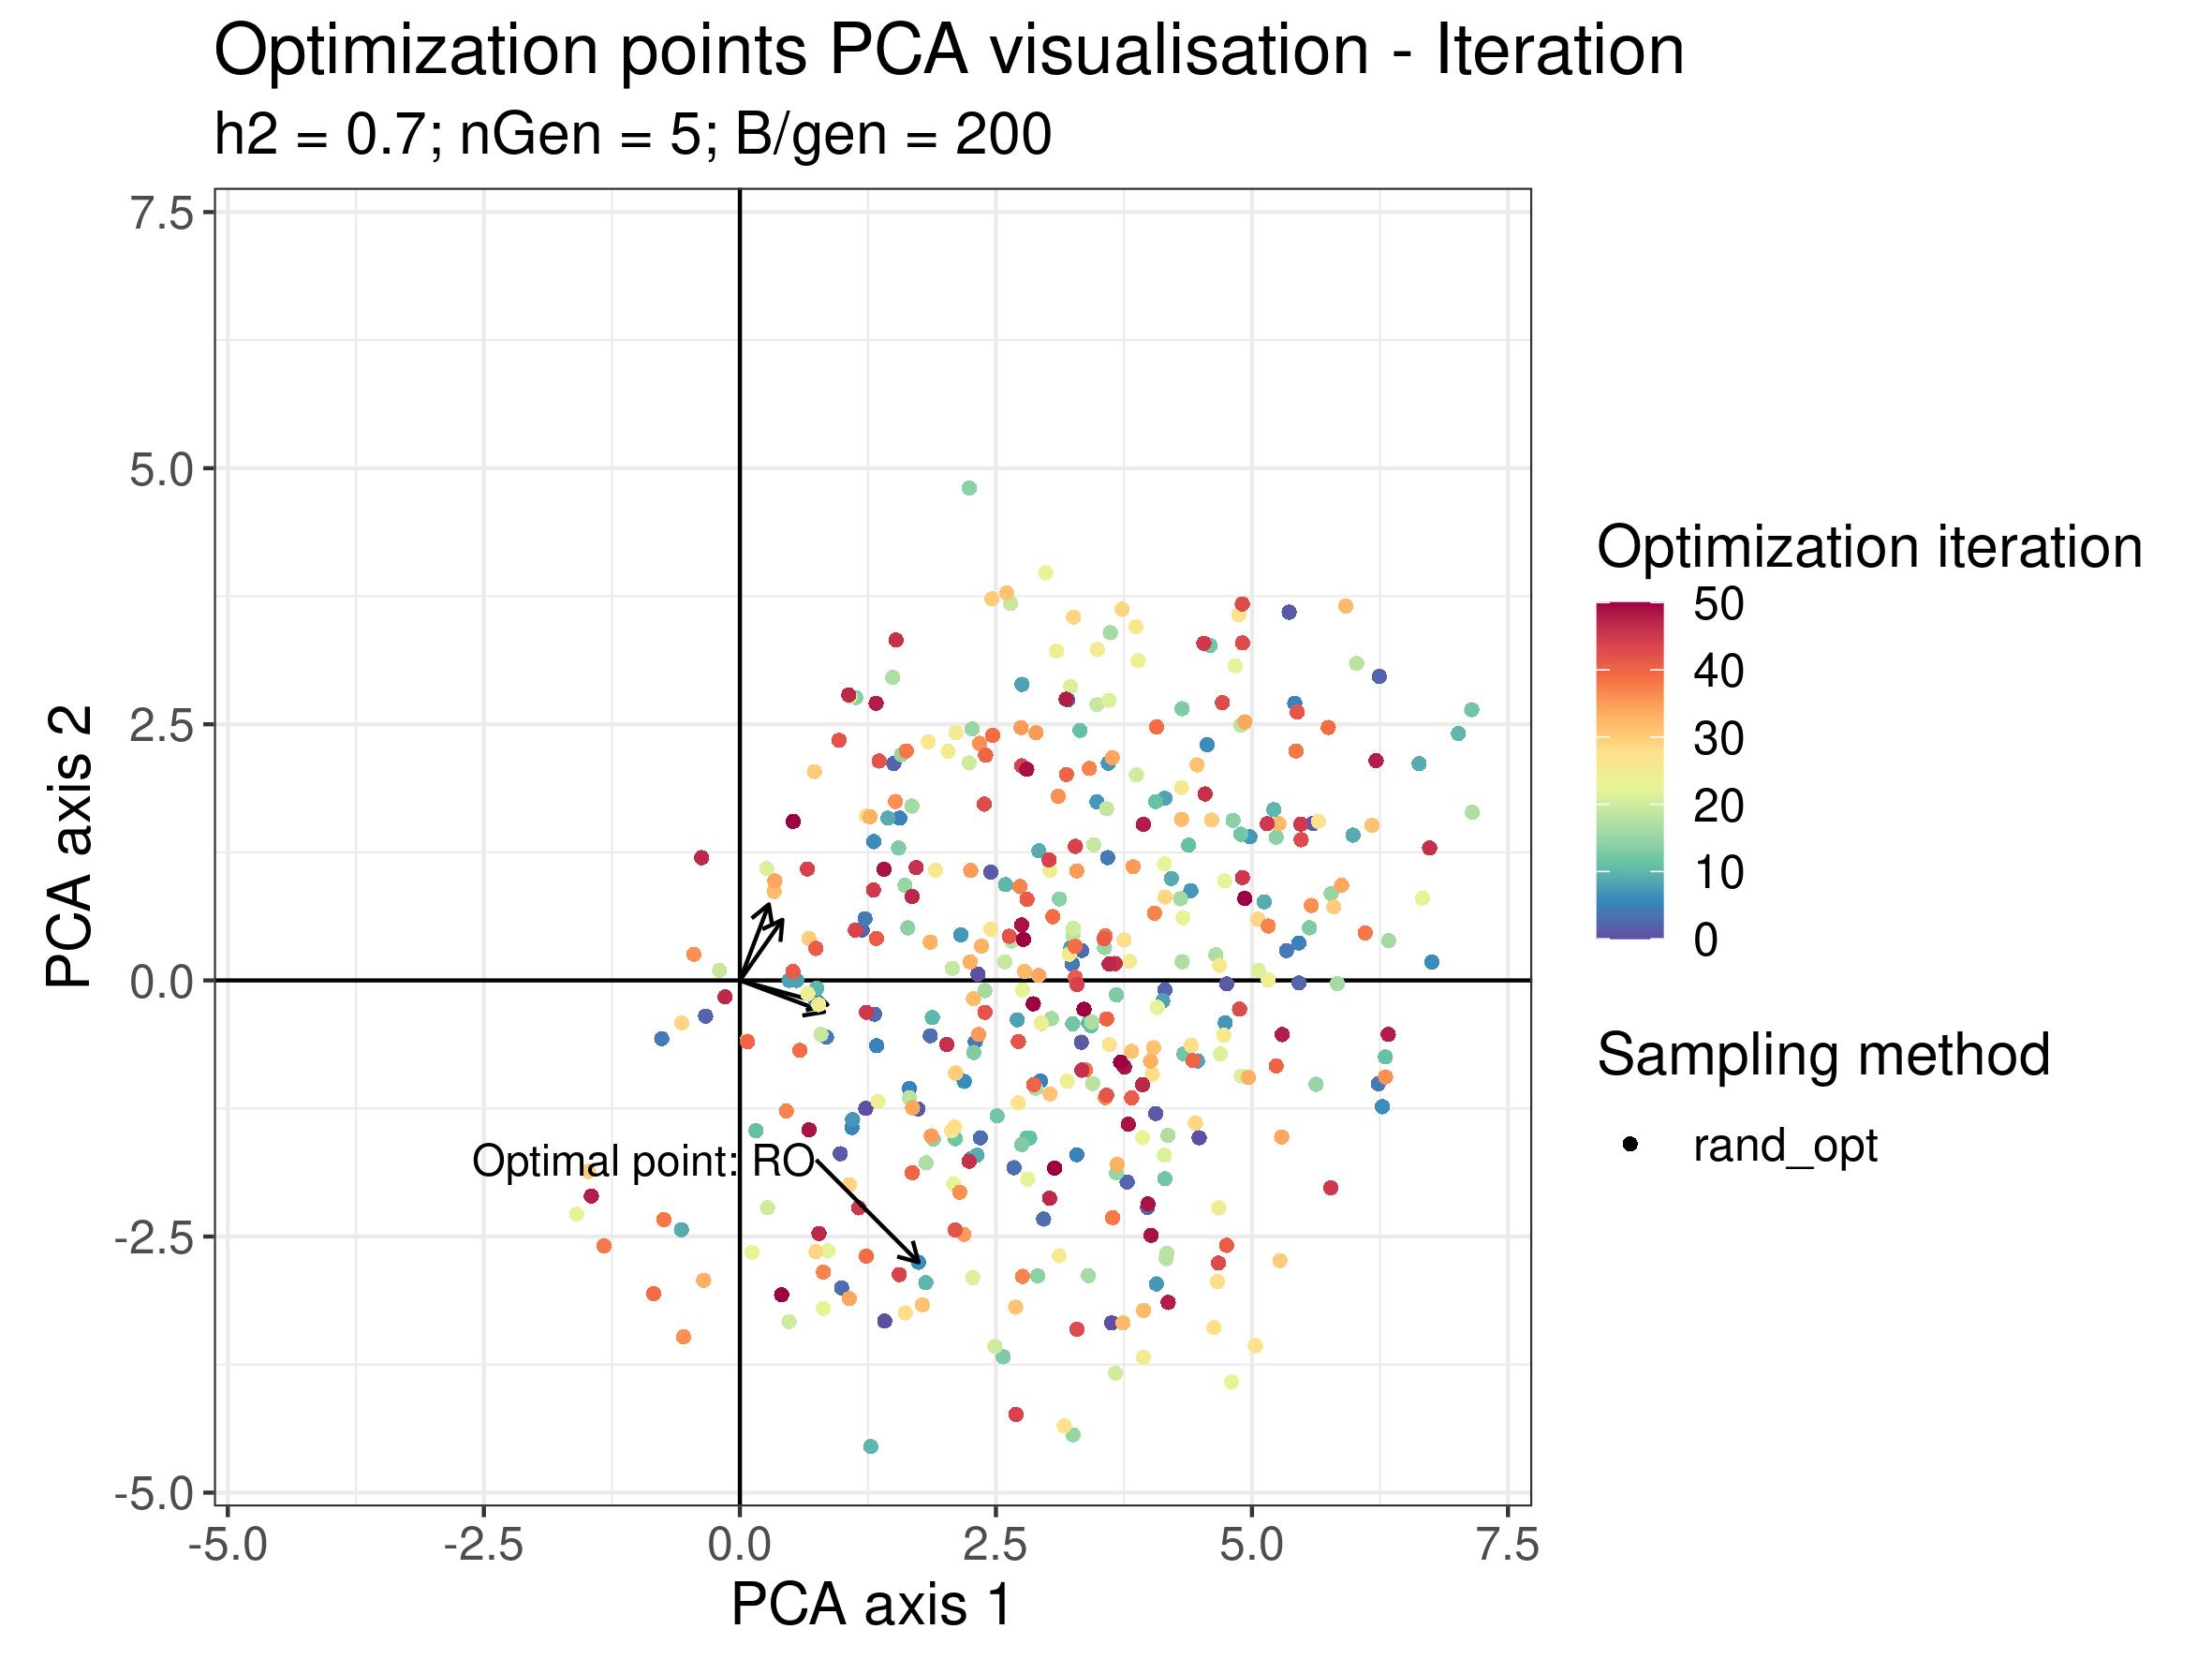 Optimization points PCA visualisation - Iteration
h2 = 0.7; nGen = 5; B/gen = 200
7.5
5.0
2.5
0.0
-2.5
-5.0
PCA axis 2
Optimal point: RO
-5.0
-2.5
0.0
2.5
5.0
7.5
PCA axis 1
Optimization iteration
50
40
30
20
10
0
Sampling method
rand_opt